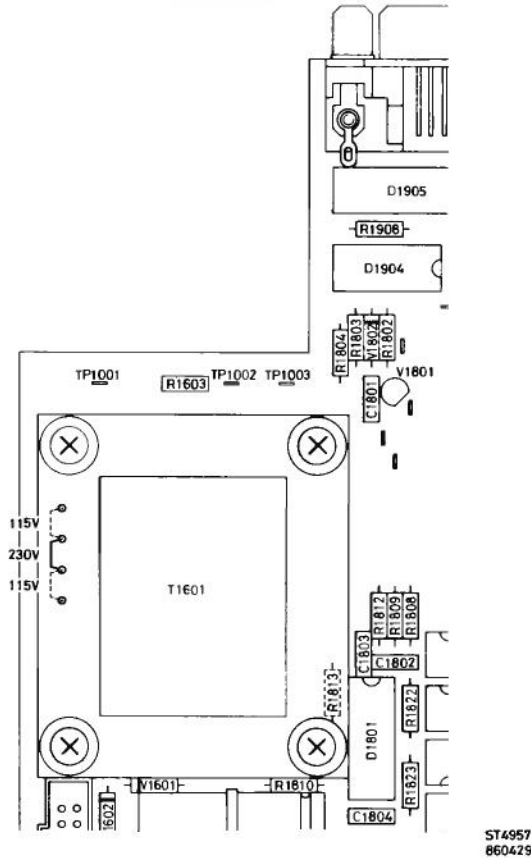 D1905
R1908
D1904
R1804
R1803
V1802
R1802
TP1001
R1603
TP1002
TP1003
C1801
V1801
115V
230V
115V
T1601
R1812
R1809
R1808
C1803
C1802
R1813
D1801
R1822
R1823
V1601
R1810
1602
C1804
ST4957
860429